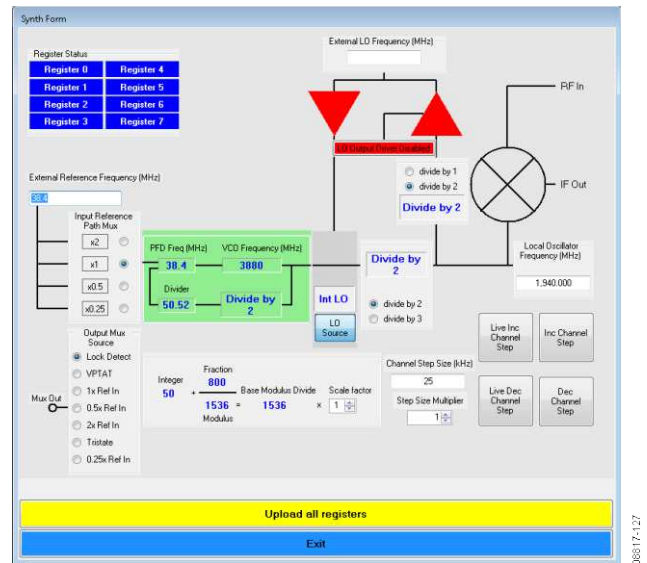 Synth Form
External LO Frequency (MHz)
Register Status
Register 0
Register 4
Register 1
Register 5
Register 2
Register 6
Register 3
Register 7
RF In
LO Output Driver Disabled
divide by 1
divide by 2
Divide by 2
IF Out
External Reference Frequency (MHz)
38.4
Input Reference
Path Mux
x2
x1
x0.5
x0.25
PFD Freq (MHz)
VCO Frequency (MHz)
38.4
3880
Divider
50.52
Divide by
2
Int LO
LO
Source
Divide by
2
divide by 2
divide by 3
Local Oscillator
Frequency (MHz)
1,940.000
Output Mux
Source
Lock Detect
VPTAT
1x Ref In
0.5x Ref In
2x Ref In
Tristate
0.25x Ref In
Mux Out
Integer
50
+
Fraction
800
1536
Modulus
=
Base Modulus Divide
1536
x
Scale factor
1
Channel Step Size (kHz)
25
Step Size Multiplier
1
Live Inc
Channel
Step
Inc Channel
Step
Live Dec
Channel
Step
Dec
Channel
Step
Upload all registers
Exit
08817-127